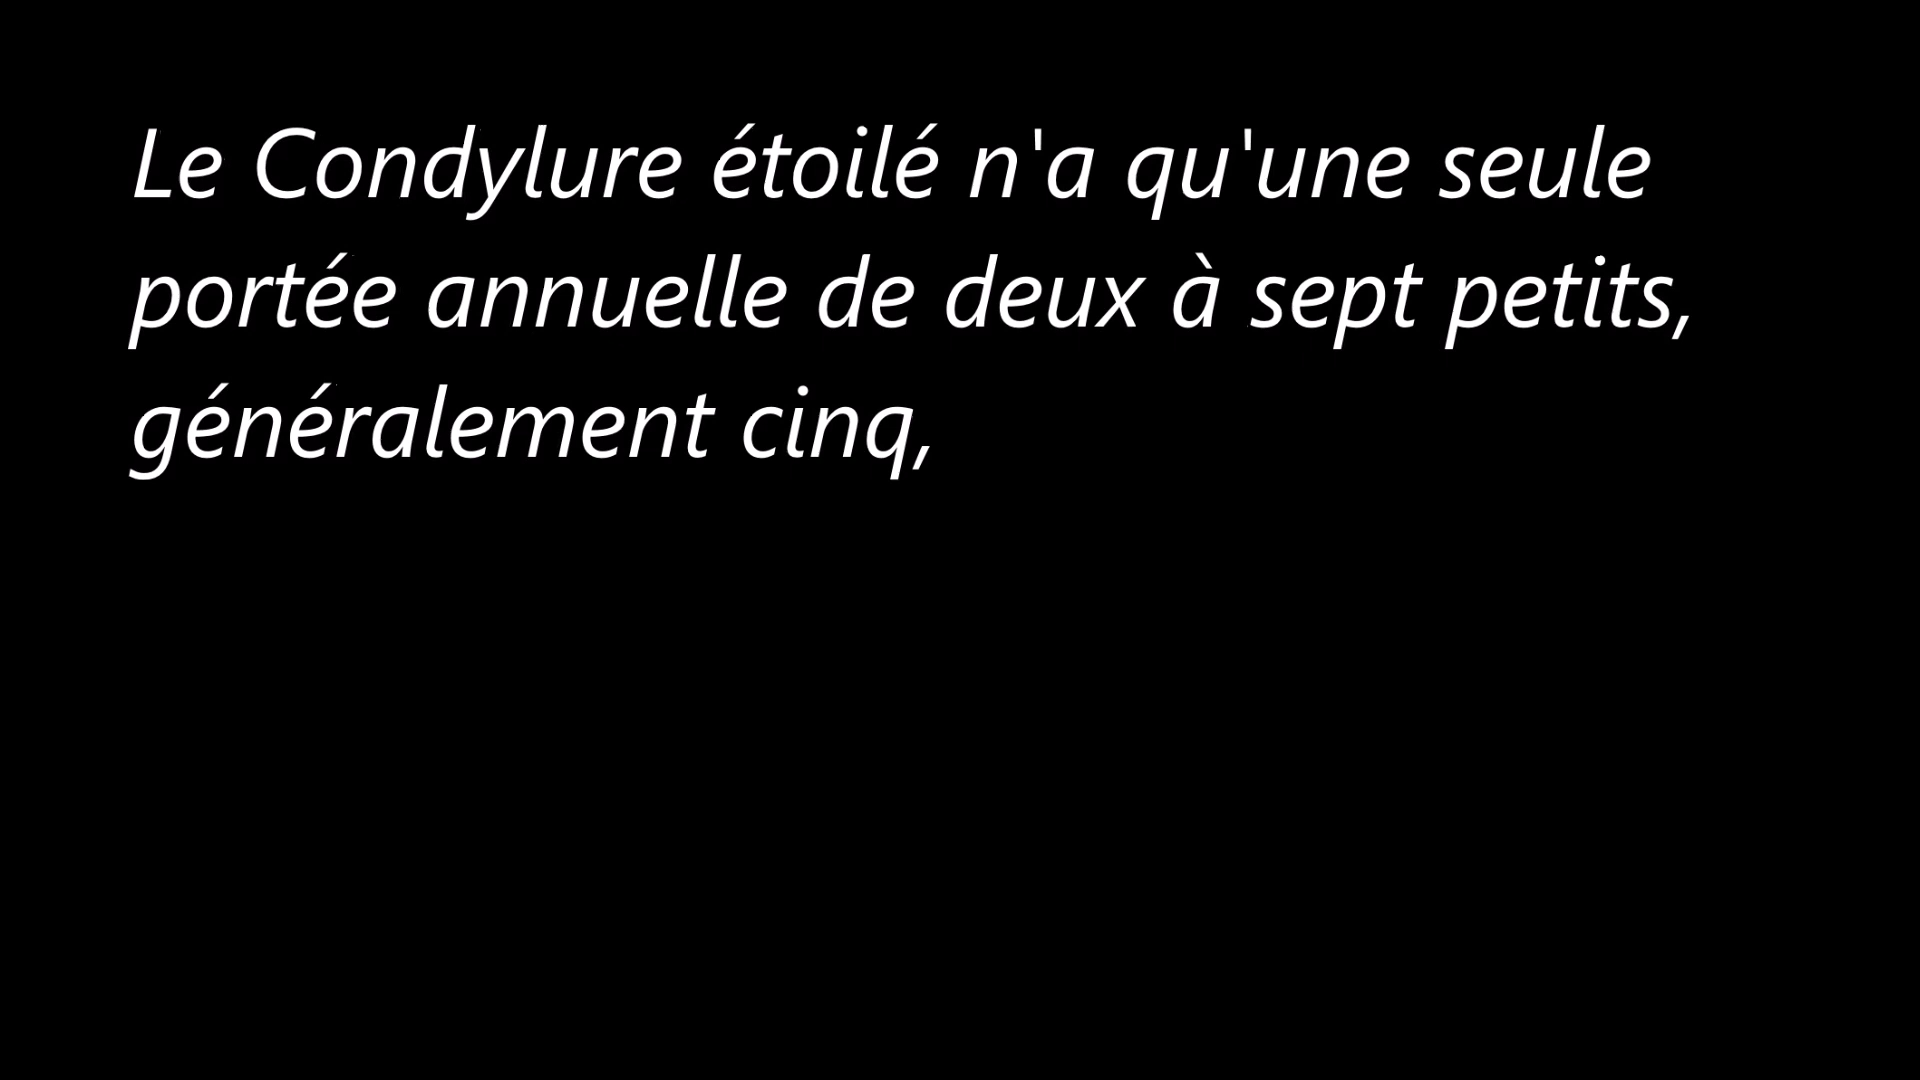 Le Condylure étoilé n'a qu'une seule
portée annuelle de deux à sept petits,
généralement cinq,